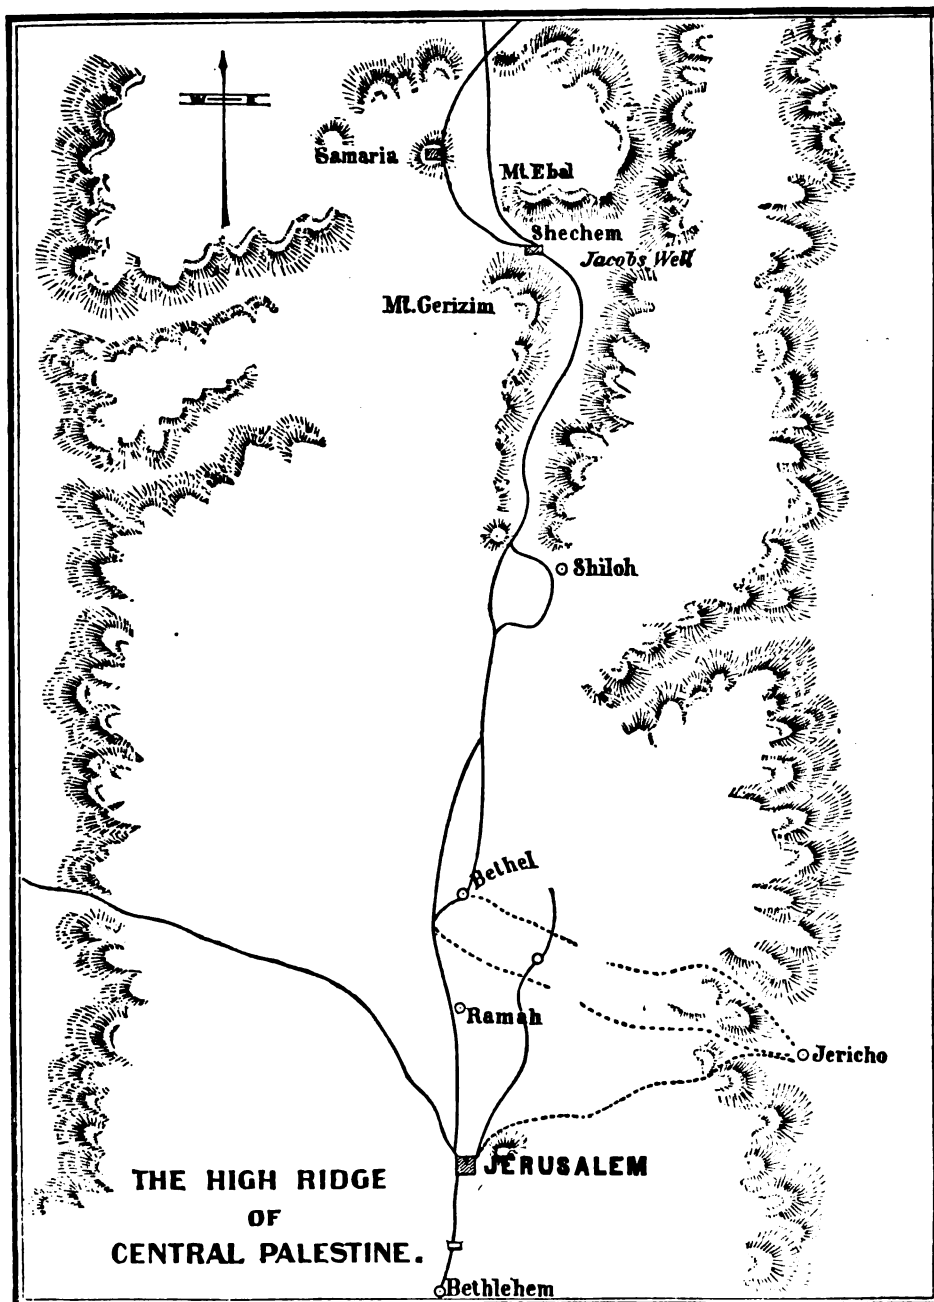 W E
Samaria
Mt. Ebal
Shechem
Jacobs Well
Mt. Gerizim
Shiloh
Bethel
Ramah
Jericho
JERUSALEM
THE HIGH RIDGE
OF
CENTRAL PALESTINE.
Bethlehem